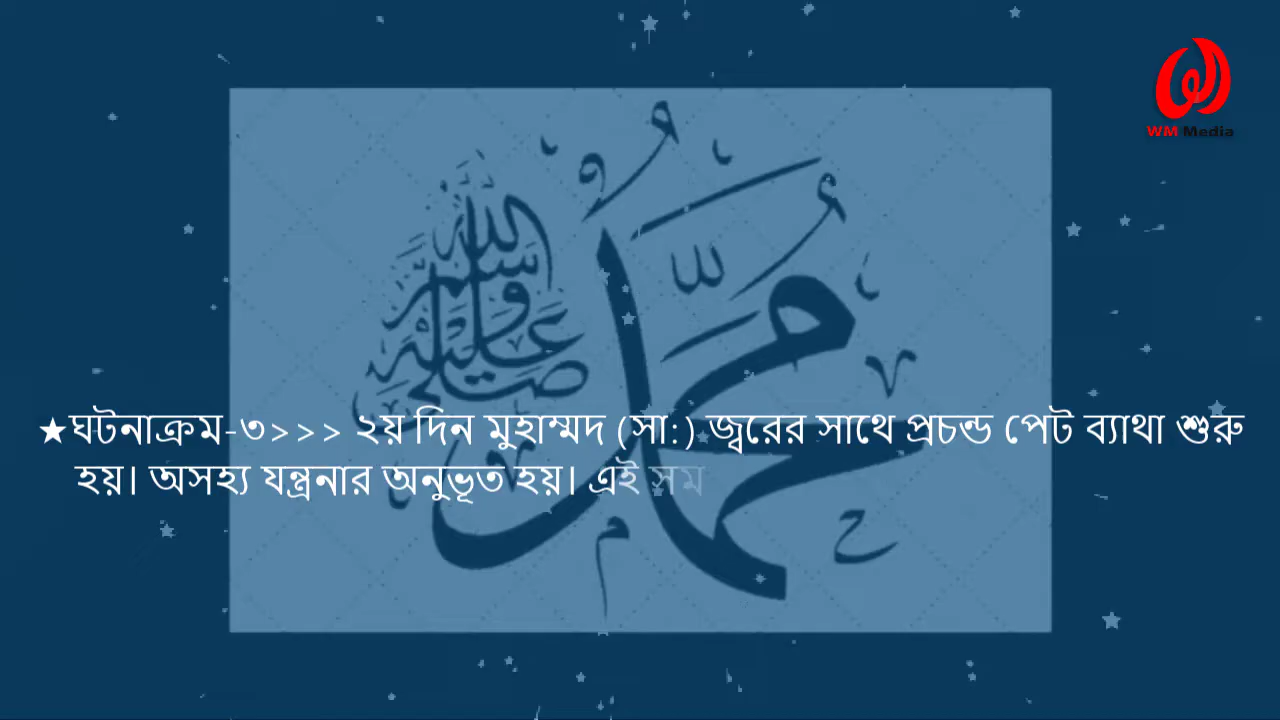 WM Media
محمد
صلى الله عليه وسلم
★ঘটনাক্রম-৩>>> ২য় দিন মুহাম্মদ (সা:) জ্বরের সাথে প্রচন্ড পেট ব্যাথা শুরু
হয়। অসহ্য যন্ত্রনার অনুভূত হয়। এই সম